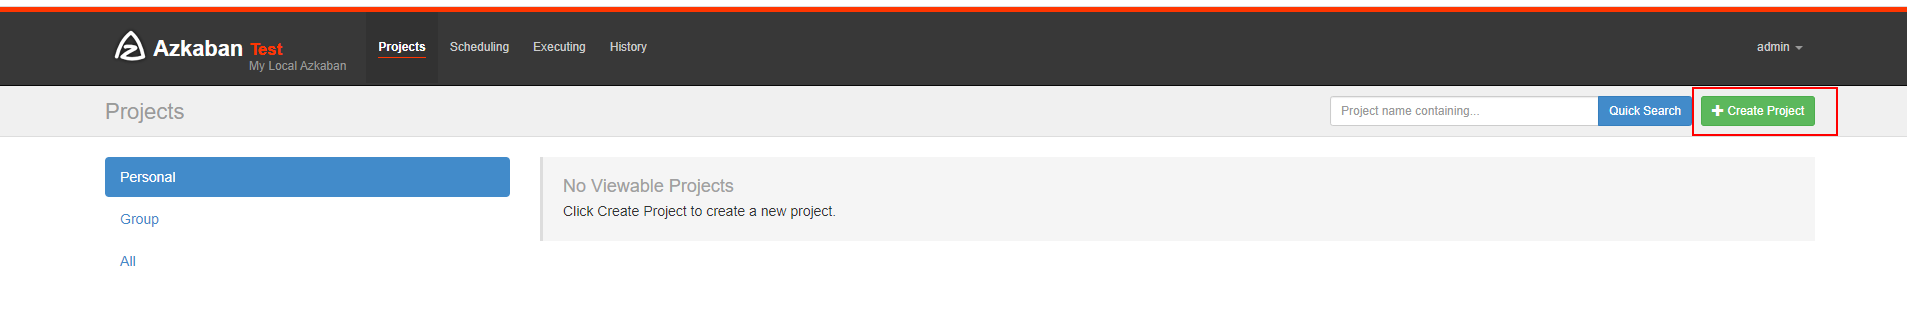 Azkaban Test
My Local Azkaban
Projects Scheduling Executing History
admin
Projects
Project name containing... Quick Search Create Project
Personal
Group
All
No Viewable Projects
Click Create Project to create a new project.